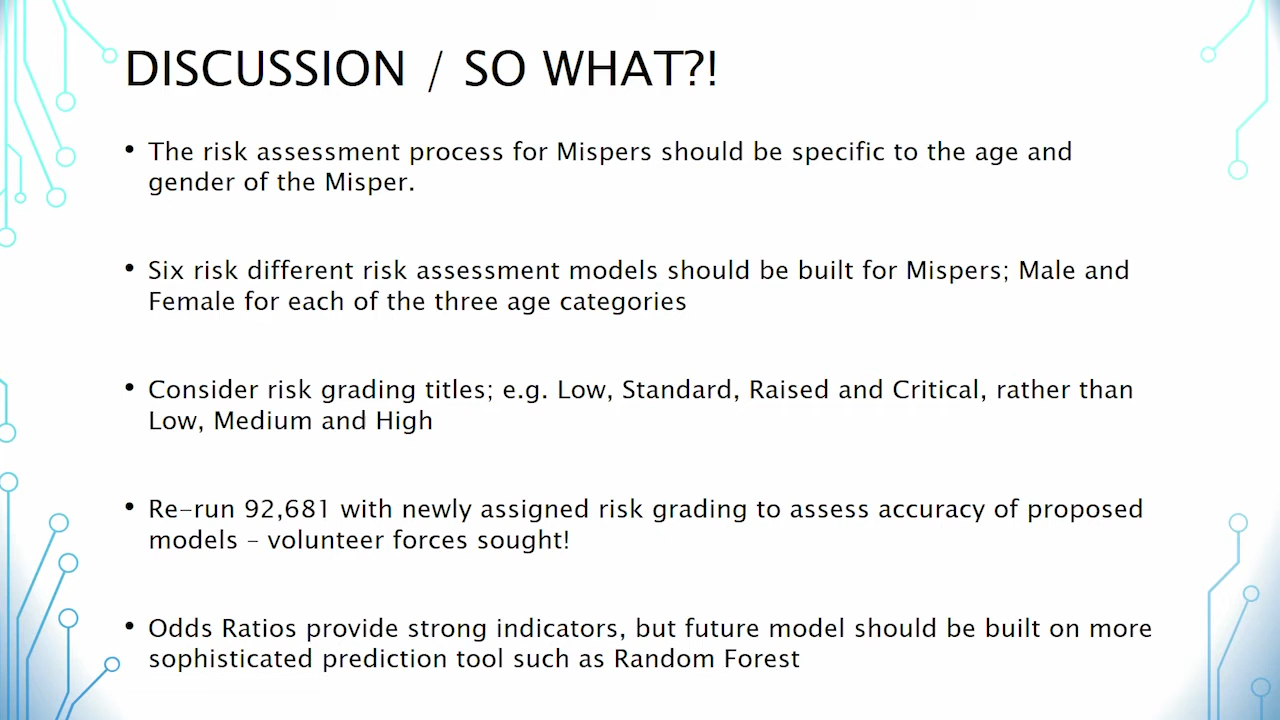 DISCUSSION / SO WHAT?!
• The risk assessment process for Mispers should be specific to the age and
gender of the Misper.
• Six risk different risk assessment models should be built for Mispers; Male and
Female for each of the three age categories
• Consider risk grading titles; e.g. Low, Standard, Raised and Critical, rather than
Low, Medium and High
• Re-run 92,681 with newly assigned risk grading to assess accuracy of proposed
models – volunteer forces sought!
• Odds Ratios provide strong indicators, but future model should be built on more
sophisticated prediction tool such as Random Forest